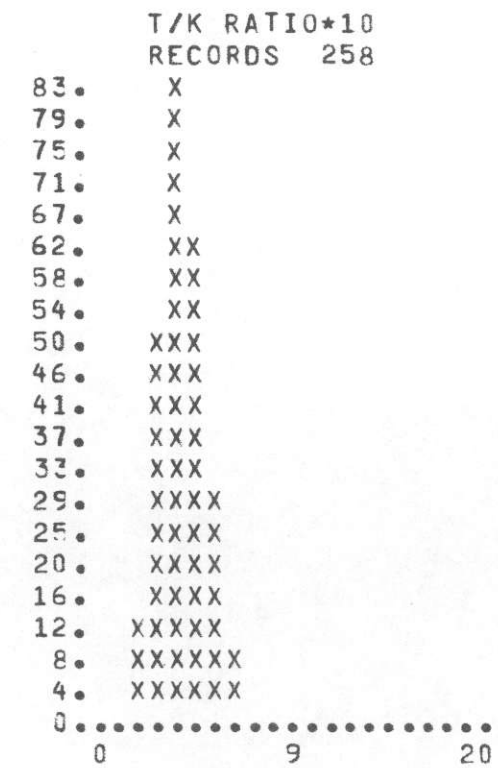 T/K RATIO*10
RECORDS 258
83. X
79. X
75. X
71. X
67. X
62. XX
58. XX
54. XX
50. XXX
46. XXX
41. XXX
37. XXX
33. XXX
29. XXXX
25. XXXX
20. XXXX
16. XXXX
12. XXXXX
8. XXXXXX
4. XXXXXX
0.....................
0 9 20